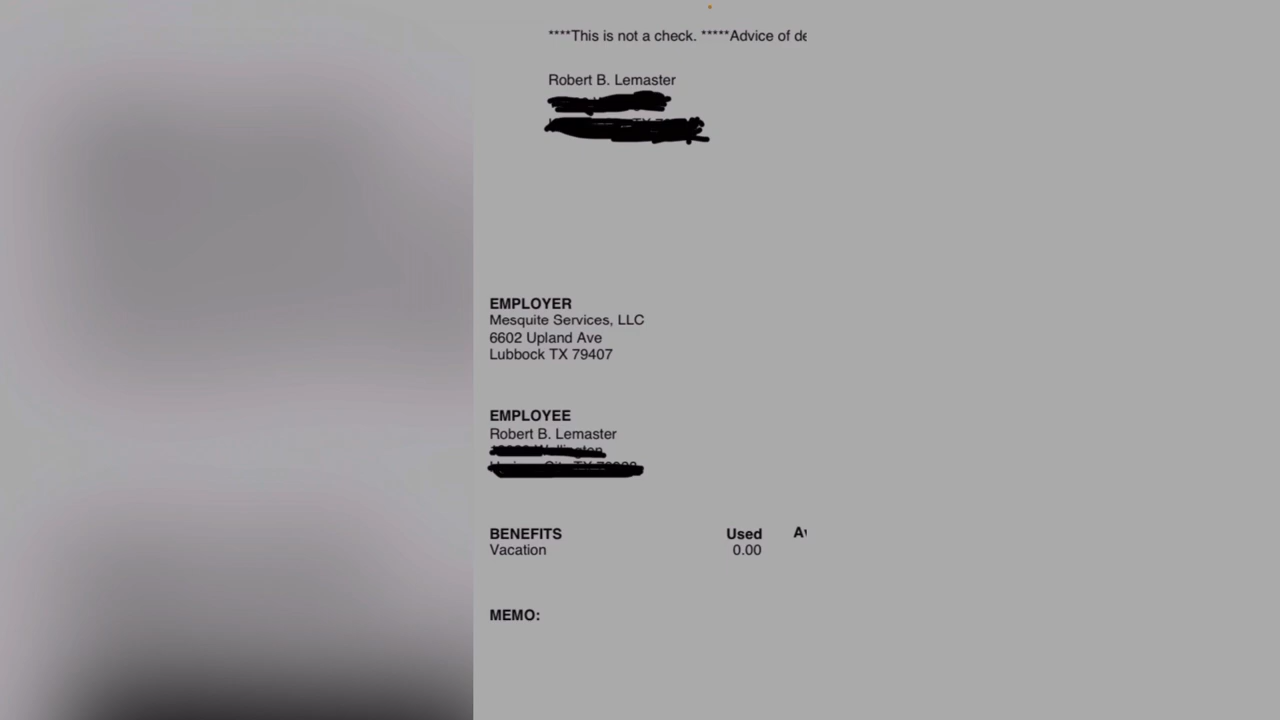 ****This is not a check. *****Advice of de
Robert B. Lemaster
EMPLOYER
Mesquite Services, LLC
6602 Upland Ave
Lubbock TX 79407
EMPLOYEE
Robert B. Lemaster
BENEFITS Used Av
Vacation 0.00
MEMO: